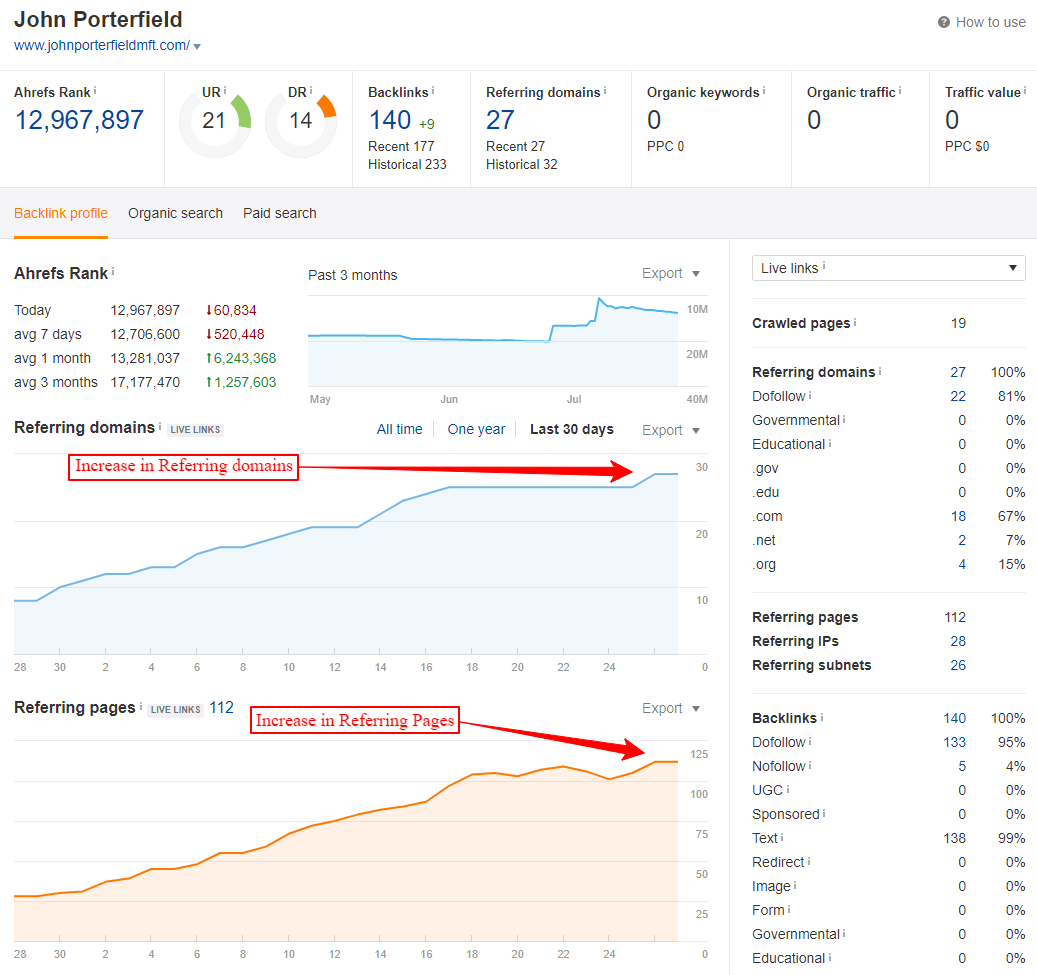 John Porterfield
How to use
www.johnporterfieldmft.com/
Ahrefs Rank i
12,967,897
UR i
21
DR i
14
Backlinks i
140 +9
Recent 177
Historical 233
Referring domains i
27
Recent 27
Historical 32
Organic keywords i
0
PPC 0
Organic traffic i
0
Traffic value i
0
PPC $0
Backlink profile Organic search Paid search
Ahrefs Rank i
Today 12,967,897 ↓60,834
avg 7 days 12,706,600 ↓520,448
avg 1 month 13,281,037 ↑6,243,368
avg 3 months 17,177,470 ↑1,257,603
Past 3 months Export
10M
20M
40M
May Jun Jul
Referring domains i LIVE LINKS All time One year Last 30 days Export
Increase in Referring domains
30
20
10
0
28 30 2 4 6 8 10 12 14 16 18 20 22 24
Referring pages i LIVE LINKS 112 Export
Increase in Referring Pages
125
100
75
50
25
0
28 30 2 4 6 8 10 12 14 16 18 20 22 24
Live links i
Crawled pages i 19
Referring domains i 27 100%
Dofollow i 22 81%
Governmental i 0 0%
Educational i 0 0%
.gov 0 0%
.edu 0 0%
.com 18 67%
.net 2 7%
.org 4 15%
Referring pages 112
Referring IPs 28
Referring subnets 26
Backlinks i 140 100%
Dofollow i 133 95%
Nofollow i 5 4%
UGC i 0 0%
Sponsored i 0 0%
Text i 138 99%
Redirect i 0 0%
Image i 0 0%
Form i 0 0%
Governmental i 0 0%
Educational i 0 0%